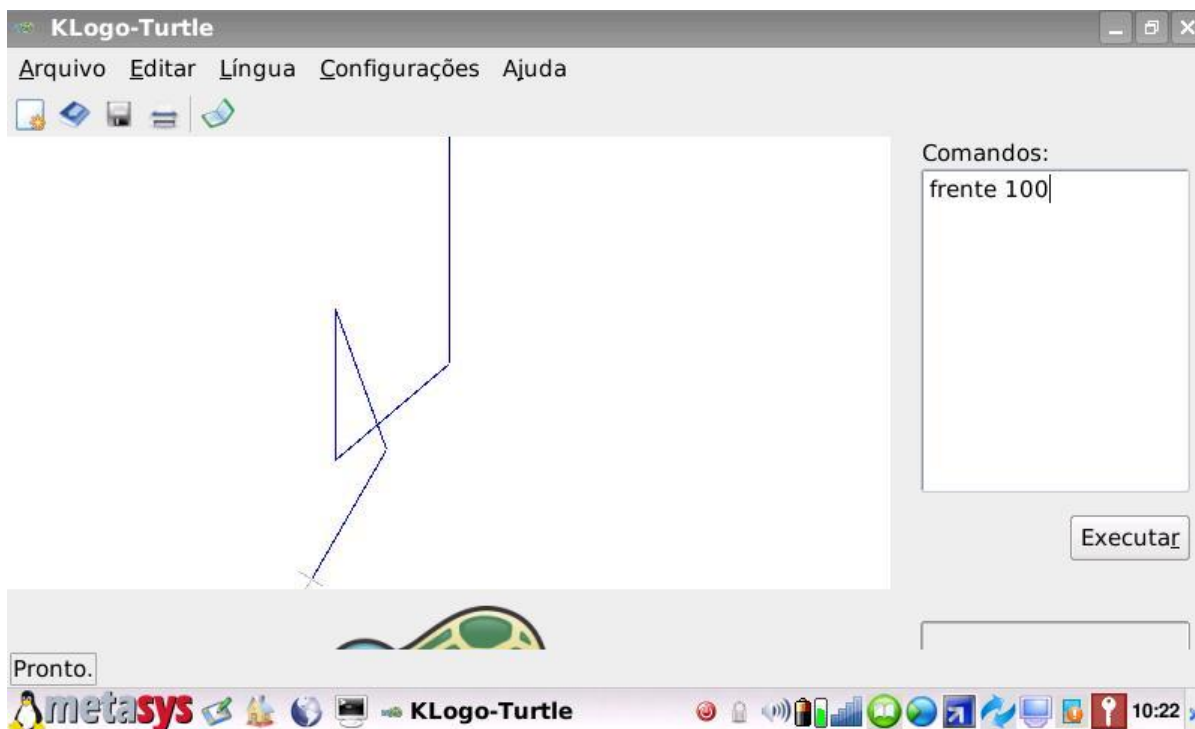 KLogo-Turtle
Arquivo Editar Língua Configurações Ajuda
Comandos:
frente 100
Executar
Pronto.
metasys KLogo-Turtle 10:22